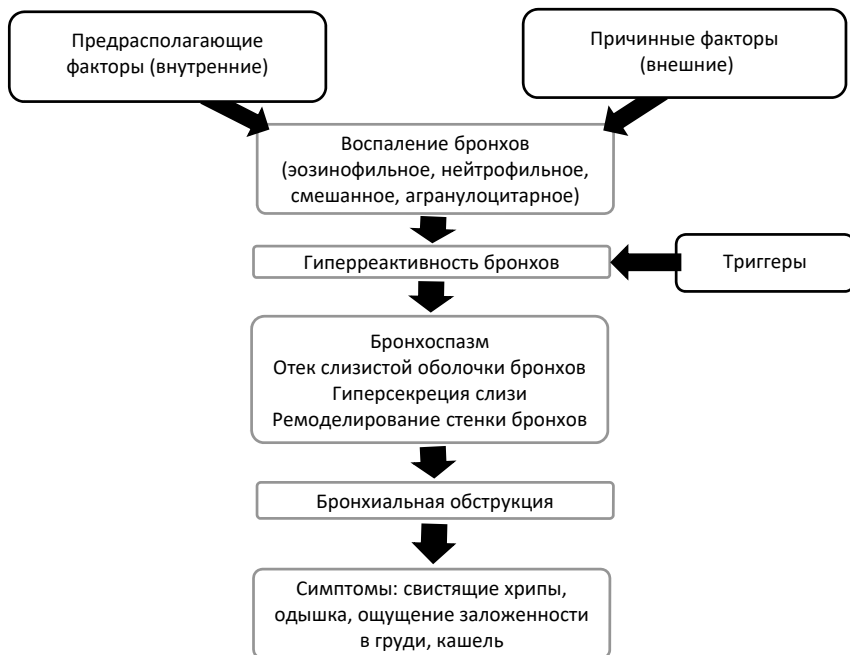 Предрасполагающие
факторы (внутренние)
Причинные факторы
(внешние)
Воспаление бронхов
(эозинофильное, нейтрофильное,
смешанное, агранулоцитарное)
Гиперреактивность бронхов
Триггеры
Бронхоспазм
Отек слизистой оболочки бронхов
Гиперсекреция слизи
Ремоделирование стенки бронхов
Бронхиальная обструкция
Симптомы: свистящие хрипы,
одышка, ощущение заложенности
в груди, кашель